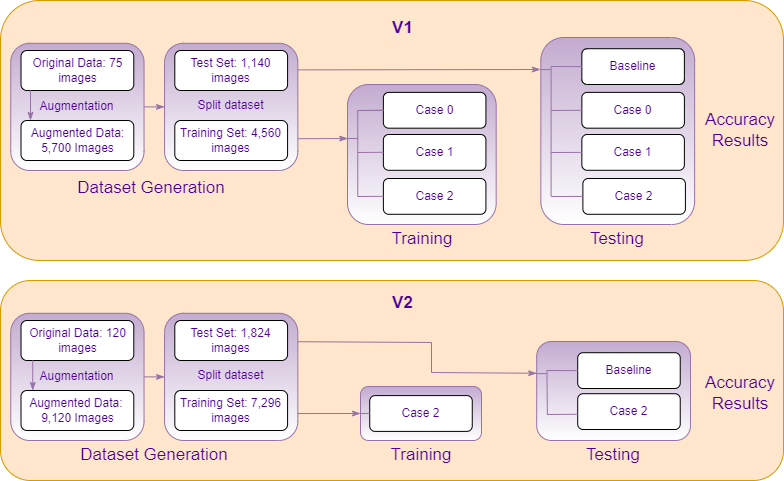 V1
Original Data: 75
images
Augmentation
Augmented Data:
5,700 Images
Test Set: 1,140
images
Split dataset
Training Set: 4,560
images
Dataset Generation
Case 0
Case 1
Case 2
Training
Baseline
Case 0
Case 1
Case 2
Testing
Accuracy
Results
V2
Original Data: 120
images
Augmentation
Augmented Data:
9,120 Images
Test Set: 1,824
images
Split dataset
Training Set: 7,296
images
Dataset Generation
Case 2
Training
Baseline
Case 2
Testing
Accuracy
Results